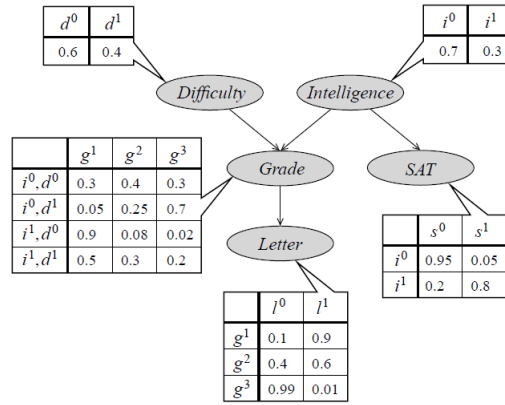 d⁰ d¹
0.6 0.4
i⁰ i¹
0.7 0.3
Difficulty
Intelligence
g¹ g² g³
i⁰,d⁰ 0.3 0.4 0.3
i⁰,d¹ 0.05 0.25 0.7
i¹,d⁰ 0.9 0.08 0.02
i¹,d¹ 0.5 0.3 0.2
Grade
SAT
Letter
s⁰ s¹
i⁰ 0.95 0.05
i¹ 0.2 0.8
l⁰ l¹
g¹ 0.1 0.9
g² 0.4 0.6
g³ 0.99 0.01